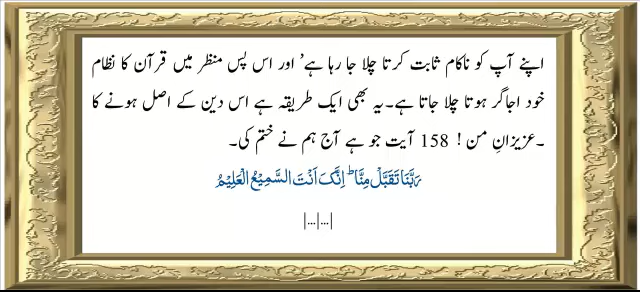 اپنے آپ کو ناکام ثابت کرتا چلا جا رہا ہے’ اور اس پس منظر میں قرآن کا نظام
خود اجاگر ہوتا چلا جاتا ہے۔یہ بھی ایک طریقہ ہے اس دین کے اصل ہونے کا
۔عزیزانِ من! 158 آیت جو ہے آج ہم نے ختم کی۔
رَبَّنَا تَقَبَّلْ مِنَّا ؕ اِنَّکَ اَنْتَ السَّمِیْعُ الْعَلِیْمُ
|...|...|